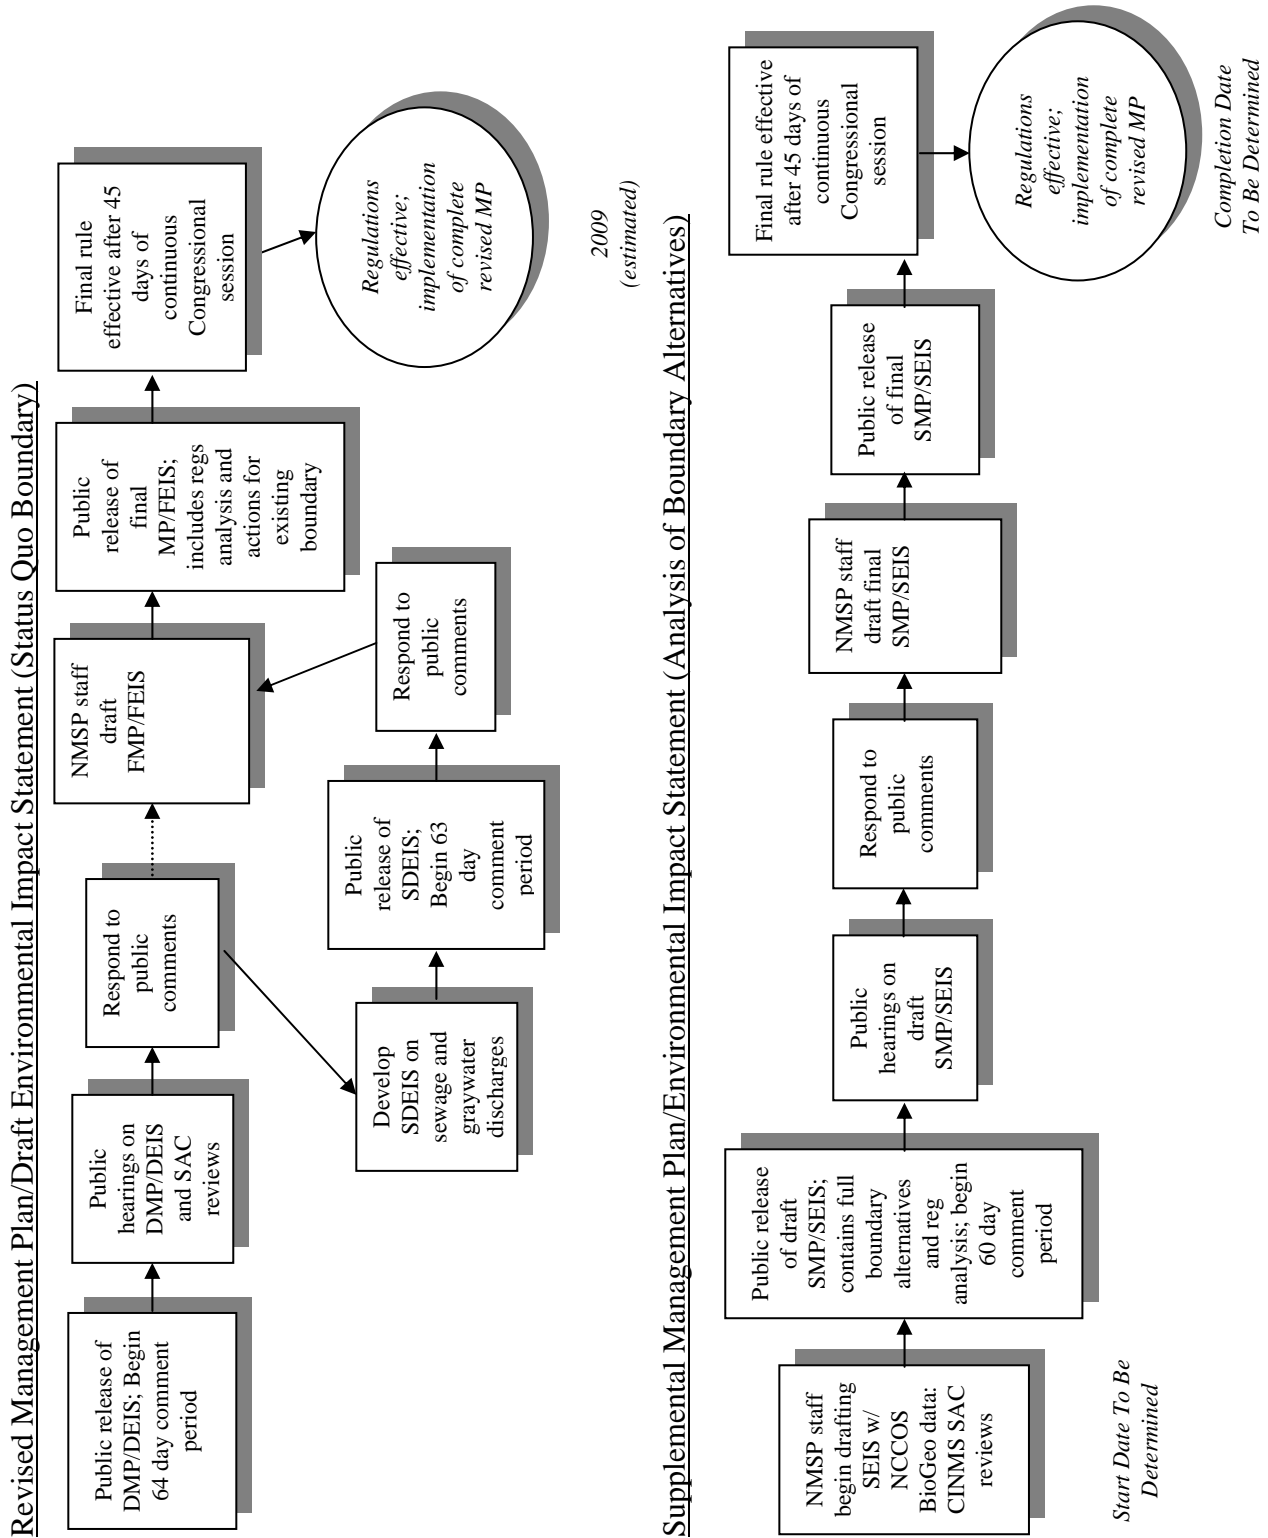 Revised Management Plan/Draft Environmental Impact Statement (Status Quo Boundary)
Public release of
DMP/DEIS; Begin
64 day comment
period
Public
hearings on
DMP/DEIS
and SAC
reviews
Respond to
public
comments
Develop
SDEIS on
sewage and
graywater
discharges
Public
release of
SDEIS;
Begin 63
day
comment
period
Respond to
public
comments
NMSP staff
draft
FMP/FEIS
Public
release of
final
MP/FEIS;
includes regs
analysis and
actions for
existing
boundary
Final rule
effective after 45
days of
continuous
Congressional
session
Regulations
effective;
implementation
of complete
revised MP
2009
(estimated)
Supplemental Management Plan/Environmental Impact Statement (Analysis of Boundary Alternatives)
NMSP staff
begin drafting
SEIS w/
NCCOS
BioGeo data:
CINMS SAC
reviews
Start Date To Be
Determined
Public release
of draft
SMP/SEIS;
contains full
boundary
alternatives
and reg
analysis; begin
60 day
comment
period
Public
hearings on
draft
SMP/SEIS
Respond to
public
comments
NMSP staff
draft final
SMP/SEIS
Public release
of final
SMP/SEIS
Final rule effective
after 45 days of
continuous
Congressional
session
Regulations
effective;
implementation
of complete
revised MP
Completion Date
To Be Determined